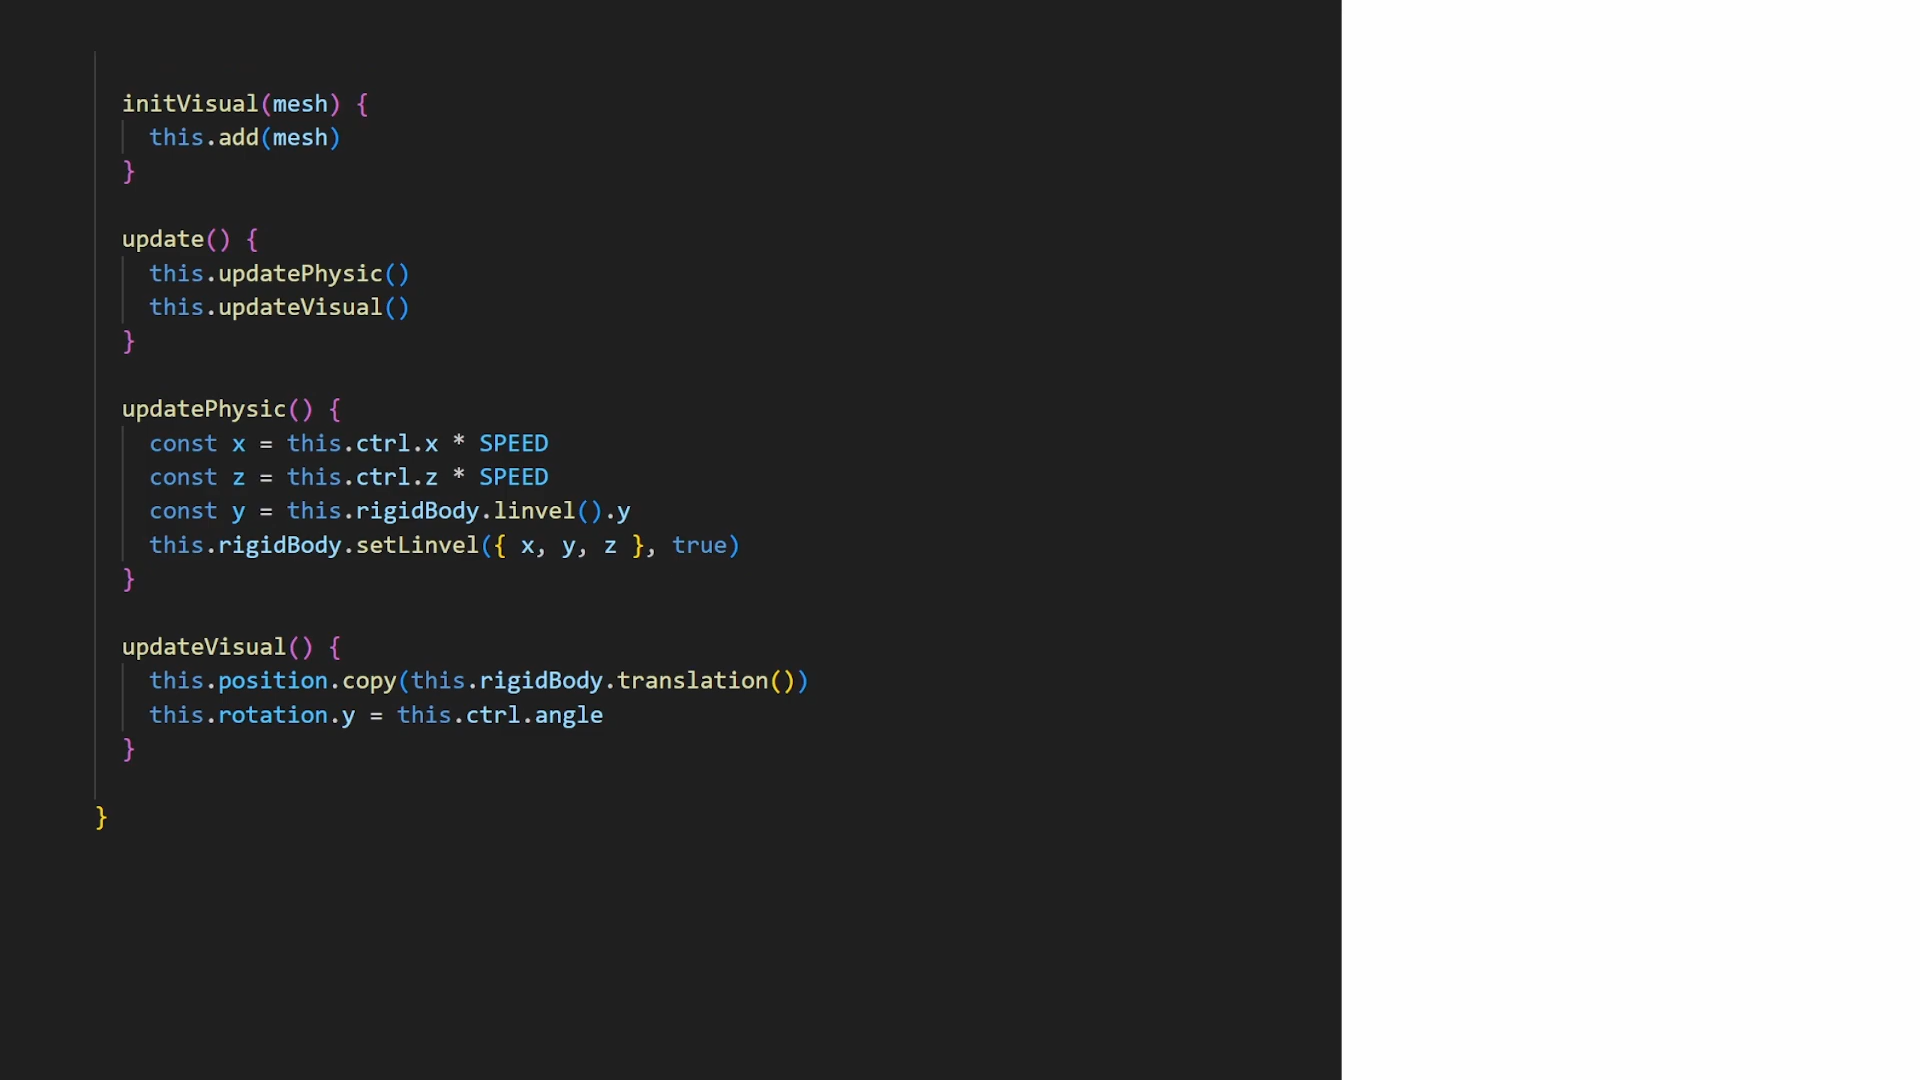 initVisual(mesh) {
this.add(mesh)
}
update() {
this.updatePhysic()
this.updateVisual()
}
updatePhysic() {
const x = this.ctrl.x * SPEED
const z = this.ctrl.z * SPEED
const y = this.rigidBody.linvel().y
this.rigidBody.setLinvel({ x, y, z }, true)
}
updateVisual() {
this.position.copy(this.rigidBody.translation())
this.rotation.y = this.ctrl.angle
}
}